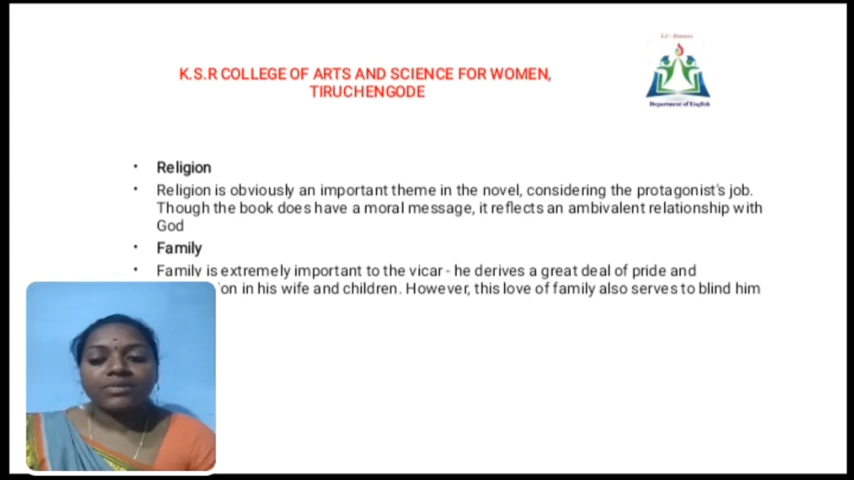 K.S.R COLLEGE OF ARTS AND SCIENCE FOR WOMEN,
TIRUCHENGODE
Department of English
• Religion
• Religion is obviously an important theme in the novel, considering the protagonist's job.
Though the book does have a moral message, it reflects an ambivalent relationship with
God
• Family
• Family is extremely important to the vicar - he derives a great deal of pride and
in his wife and children. However, this love of family also serves to blind him